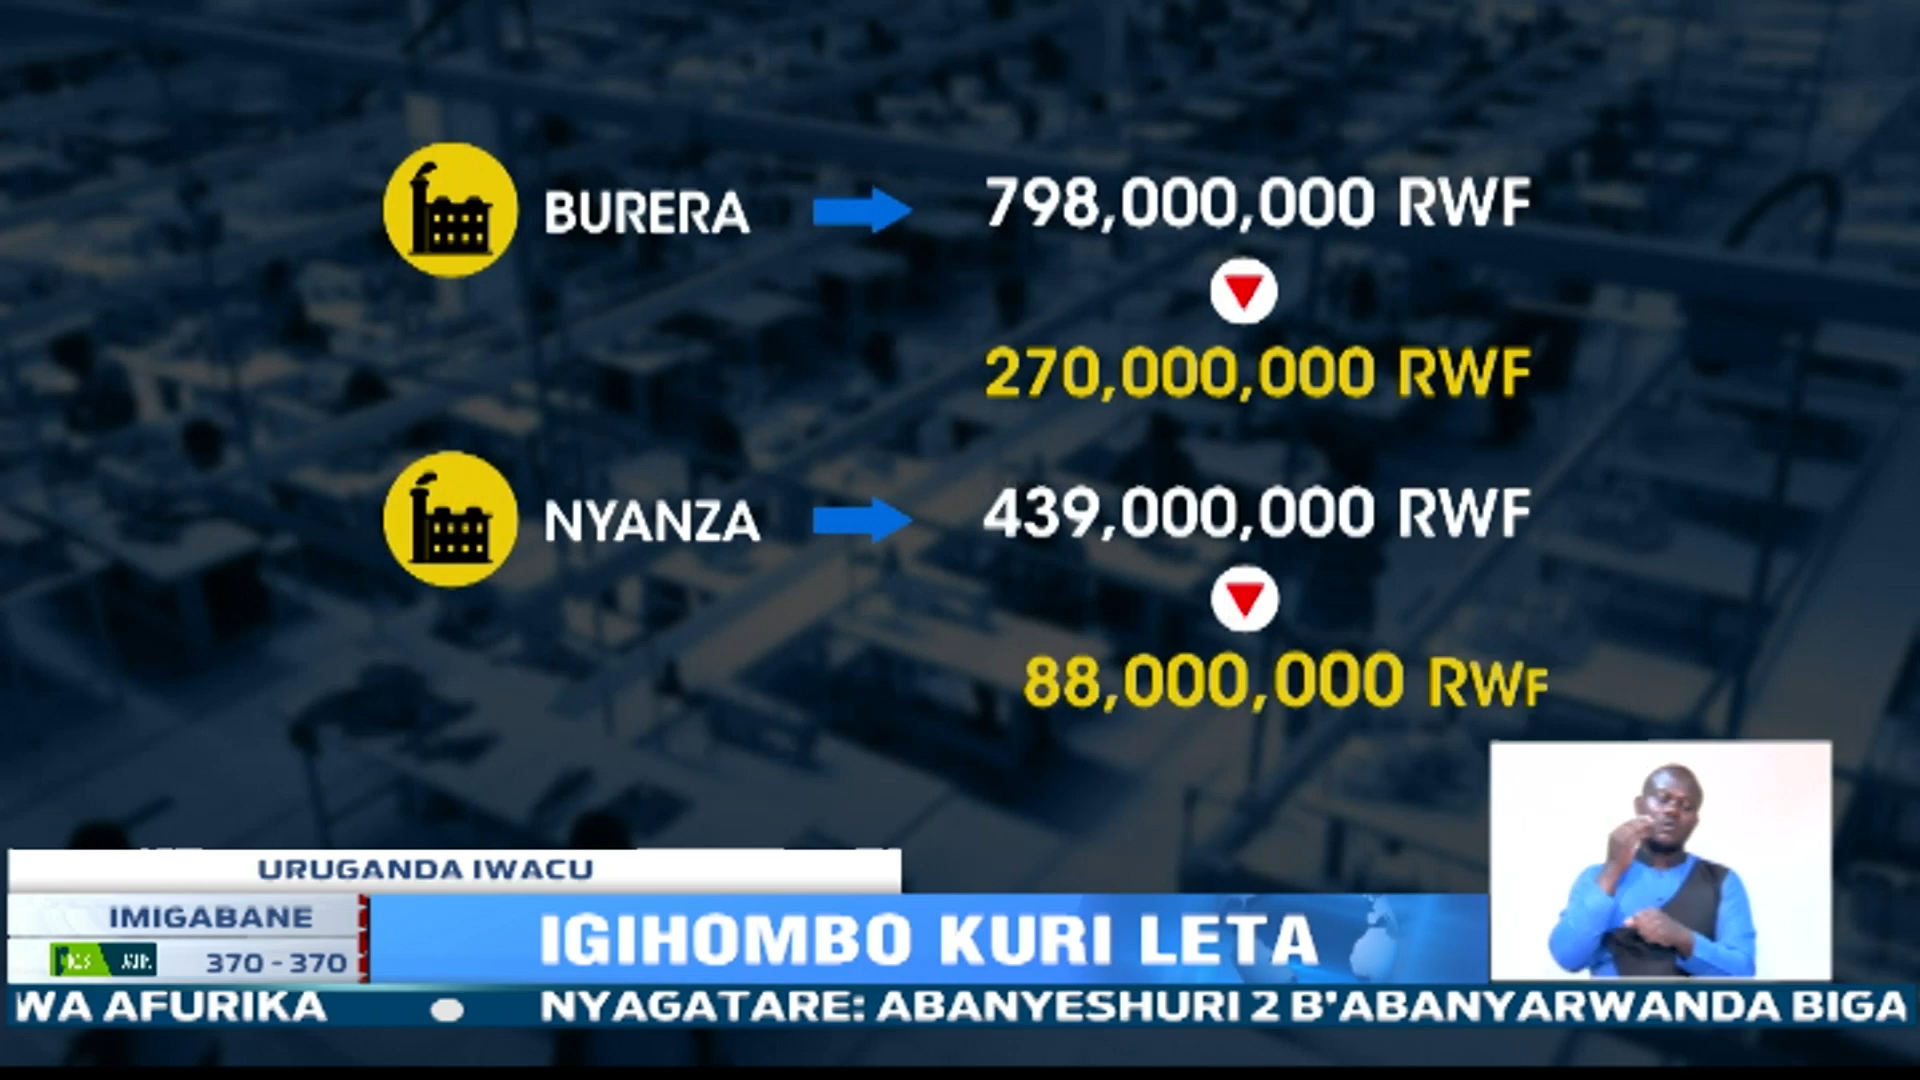 BURERA
798,000,000 RWF
270,000,000 RWF
NYANZA
439,000,000 RWF
88,000,000 RWF
URUGANDA IWACU
IMIGABANE
370 - 370
IGIHOMBO KURI LETA
WA AFURIKA
NYAGATARE: ABANYESHURI 2 B'ABANYARWANDA BIGA